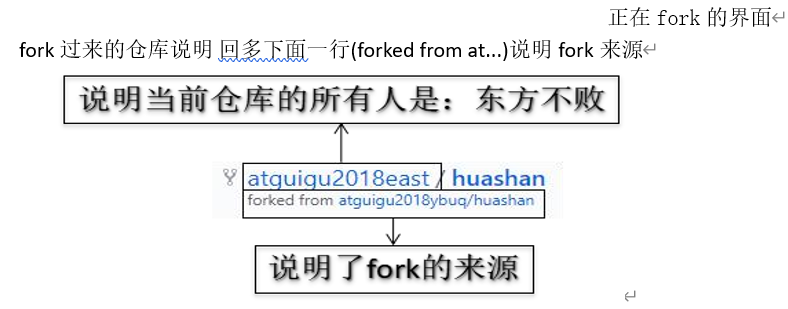 正在 fork 的界面
fork 过来的仓库说明 回多下面一行(forked from at...)说明 fork 来源
说明当前仓库的所有人是：东方不败
atguigu2018east / huashan
forked from atguigu2018ybuq/huashan
说明了fork的来源